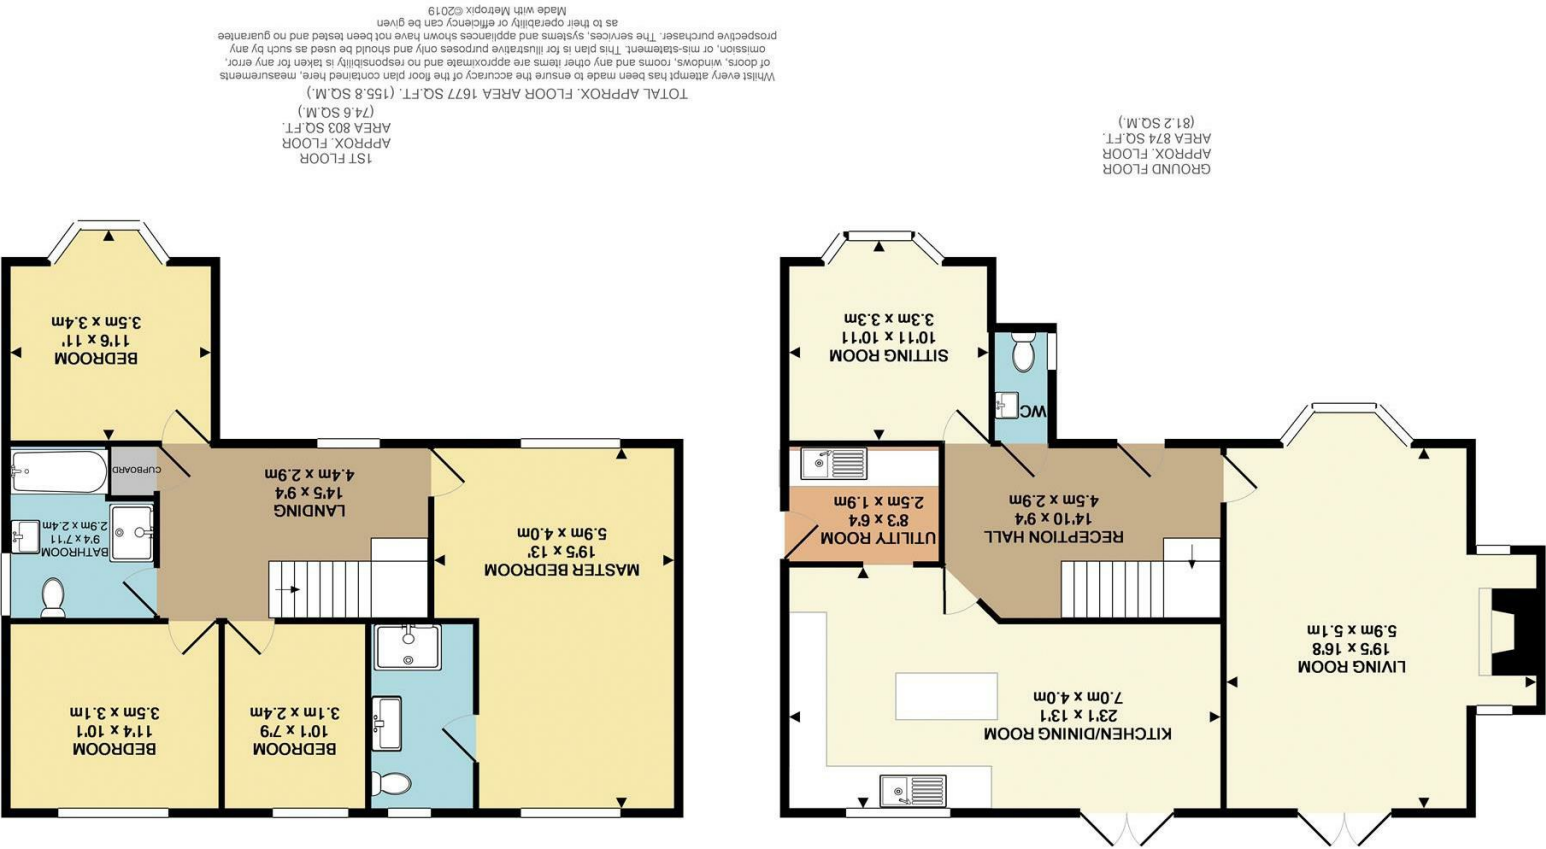 KITCHEN/DINING ROOM
23'1 x 13'1
7.0m x 4.0m
LIVING ROOM
19'5 x 16'8
5.9m x 5.1m
RECEPTION HALL
14'10 x 9'4
4.5m x 2.9m
UTILITY ROOM
8'3 x 6'4
2.5m x 1.9m
WC
SITTING ROOM
10'11 x 10'11
3.3m x 3.3m
GROUND FLOOR
APPROX. FLOOR
AREA 874 SQ.FT.
(81.2 SQ.M.)
BEDROOM
10'1 x 7'9
3.1m x 2.4m
BEDROOM
11'4 x 10'1
3.5m x 3.1m
MASTER BEDROOM
19'5 x 13'
5.9m x 4.0m
BATHROOM
9'4 x 7'11
2.9m x 2.4m
LANDING
14'5 x 9'4
4.4m x 2.9m
CUPBOARD
BEDROOM
11'6 x 11'
3.5m x 3.4m
1ST FLOOR
APPROX. FLOOR
AREA 803 SQ.FT.
(74.6 SQ.M.)
TOTAL APPROX. FLOOR AREA 1677 SQ.FT. (155.8 SQ.M.)
Whilst every attempt has been made to ensure the accuracy of the floor plan contained here, measurements
of doors, windows, rooms and any other items are approximate and no responsibility is taken for any error,
omission, or mis-statement. This plan is for illustrative purposes only and should be used as such by any
prospective purchaser. The services, systems and appliances shown have not been tested and no guarantee
as to their operability or efficiency can be given
Made with Metropix ©2019